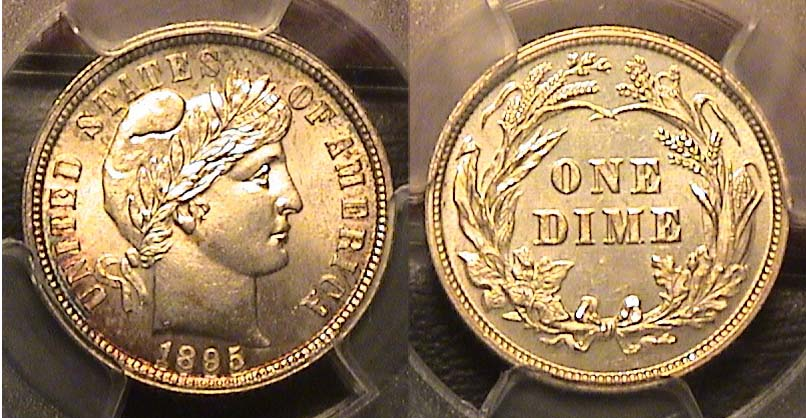 UNITED STATES OF AMERICA
1895
ONE
DIME